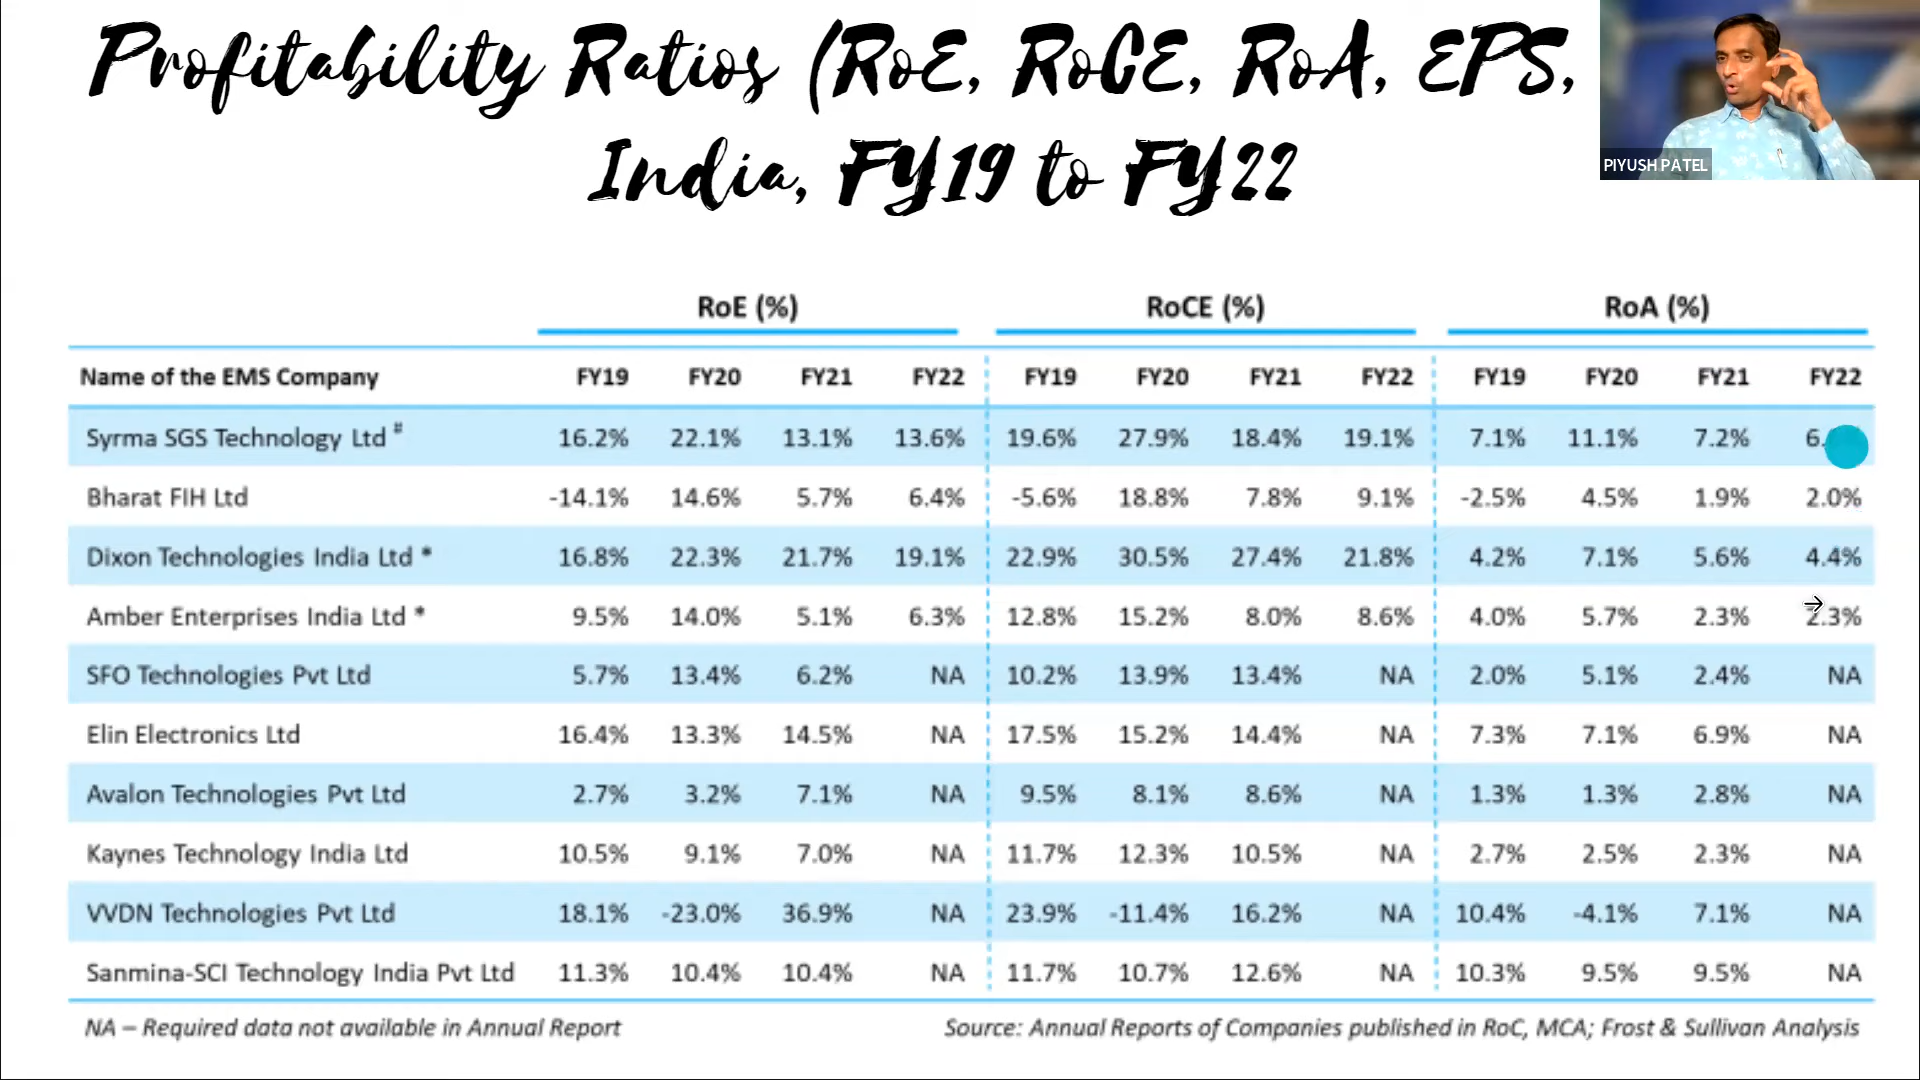 Profitability Ratios (RoE, RoCE, RoA, EPS,
India, FY19 to FY22
PIYUSH PATEL
RoE (%) RoCE (%) RoA (%)
Name of the EMS Company FY19 FY20 FY21 FY22 FY19 FY20 FY21 FY22 FY19 FY20 FY21 FY22
Syrma SGS Technology Ltd # 16.2% 22.1% 13.1% 13.6% 19.6% 27.9% 18.4% 19.1% 7.1% 11.1% 7.2% 6.
Bharat FIH Ltd -14.1% 14.6% 5.7% 6.4% -5.6% 18.8% 7.8% 9.1% -2.5% 4.5% 1.9% 2.0%
Dixon Technologies India Ltd * 16.8% 22.3% 21.7% 19.1% 22.9% 30.5% 27.4% 21.8% 4.2% 7.1% 5.6% 4.4%
Amber Enterprises India Ltd * 9.5% 14.0% 5.1% 6.3% 12.8% 15.2% 8.0% 8.6% 4.0% 5.7% 2.3% 2.3%
SFO Technologies Pvt Ltd 5.7% 13.4% 6.2% NA 10.2% 13.9% 13.4% NA 2.0% 5.1% 2.4% NA
Elin Electronics Ltd 16.4% 13.3% 14.5% NA 17.5% 15.2% 14.4% NA 7.3% 7.1% 6.9% NA
Avalon Technologies Pvt Ltd 2.7% 3.2% 7.1% NA 9.5% 8.1% 8.6% NA 1.3% 1.3% 2.8% NA
Kaynes Technology India Ltd 10.5% 9.1% 7.0% NA 11.7% 12.3% 10.5% NA 2.7% 2.5% 2.3% NA
VVDN Technologies Pvt Ltd 18.1% -23.0% 36.9% NA 23.9% -11.4% 16.2% NA 10.4% -4.1% 7.1% NA
Sanmina-SCI Technology India Pvt Ltd 11.3% 10.4% 10.4% NA 11.7% 10.7% 12.6% NA 10.3% 9.5% 9.5% NA
NA – Required data not available in Annual Report Source: Annual Reports of Companies published in RoC, MCA; Frost & Sullivan Analysis